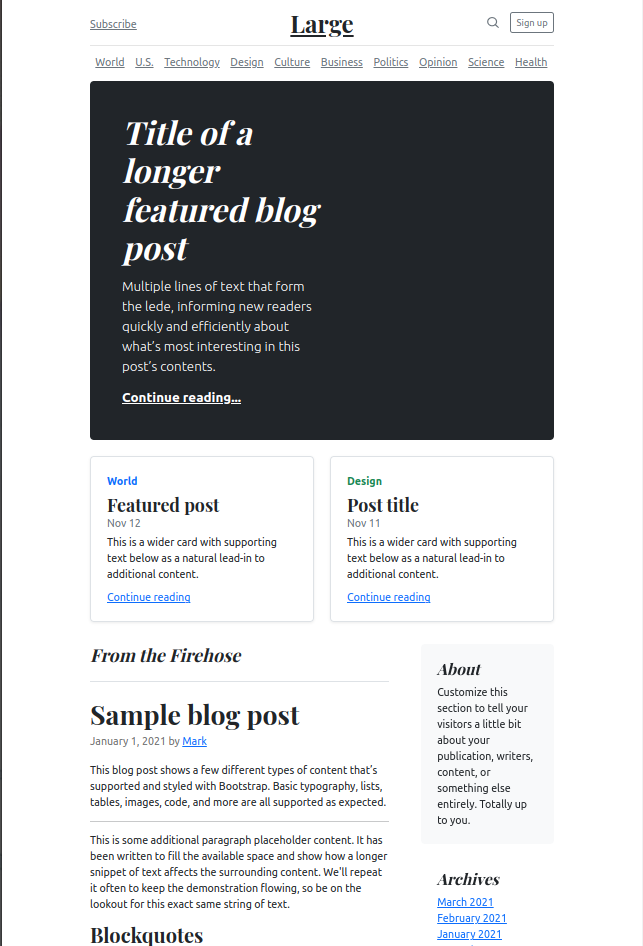 Subscribe
Large
Sign up
World U.S. Technology Design Culture Business Politics Opinion Science Health
Title of a
longer
featured blog
post
Multiple lines of text that form
the lede, informing new readers
quickly and efficiently about
what's most interesting in this
post's contents.
Continue reading...
World
Featured post
Nov 12
This is a wider card with supporting
text below as a natural lead-in to
additional content.
Continue reading
Design
Post title
Nov 11
This is a wider card with supporting
text below as a natural lead-in to
additional content.
Continue reading
From the Firehose
Sample blog post
January 1, 2021 by Mark
This blog post shows a few different types of content that's
supported and styled with Bootstrap. Basic typography, lists,
tables, images, code, and more are all supported as expected.
This is some additional paragraph placeholder content. It has
been written to fill the available space and show how a longer
snippet of text affects the surrounding content. We'll repeat
it often to keep the demonstration flowing, so be on the
lookout for this exact same string of text.
Blockquotes
About
Customize this
section to tell your
visitors a little bit
about your
publication, writers,
content, or
something else
entirely. Totally up
to you.
Archives
March 2021
February 2021
January 2021